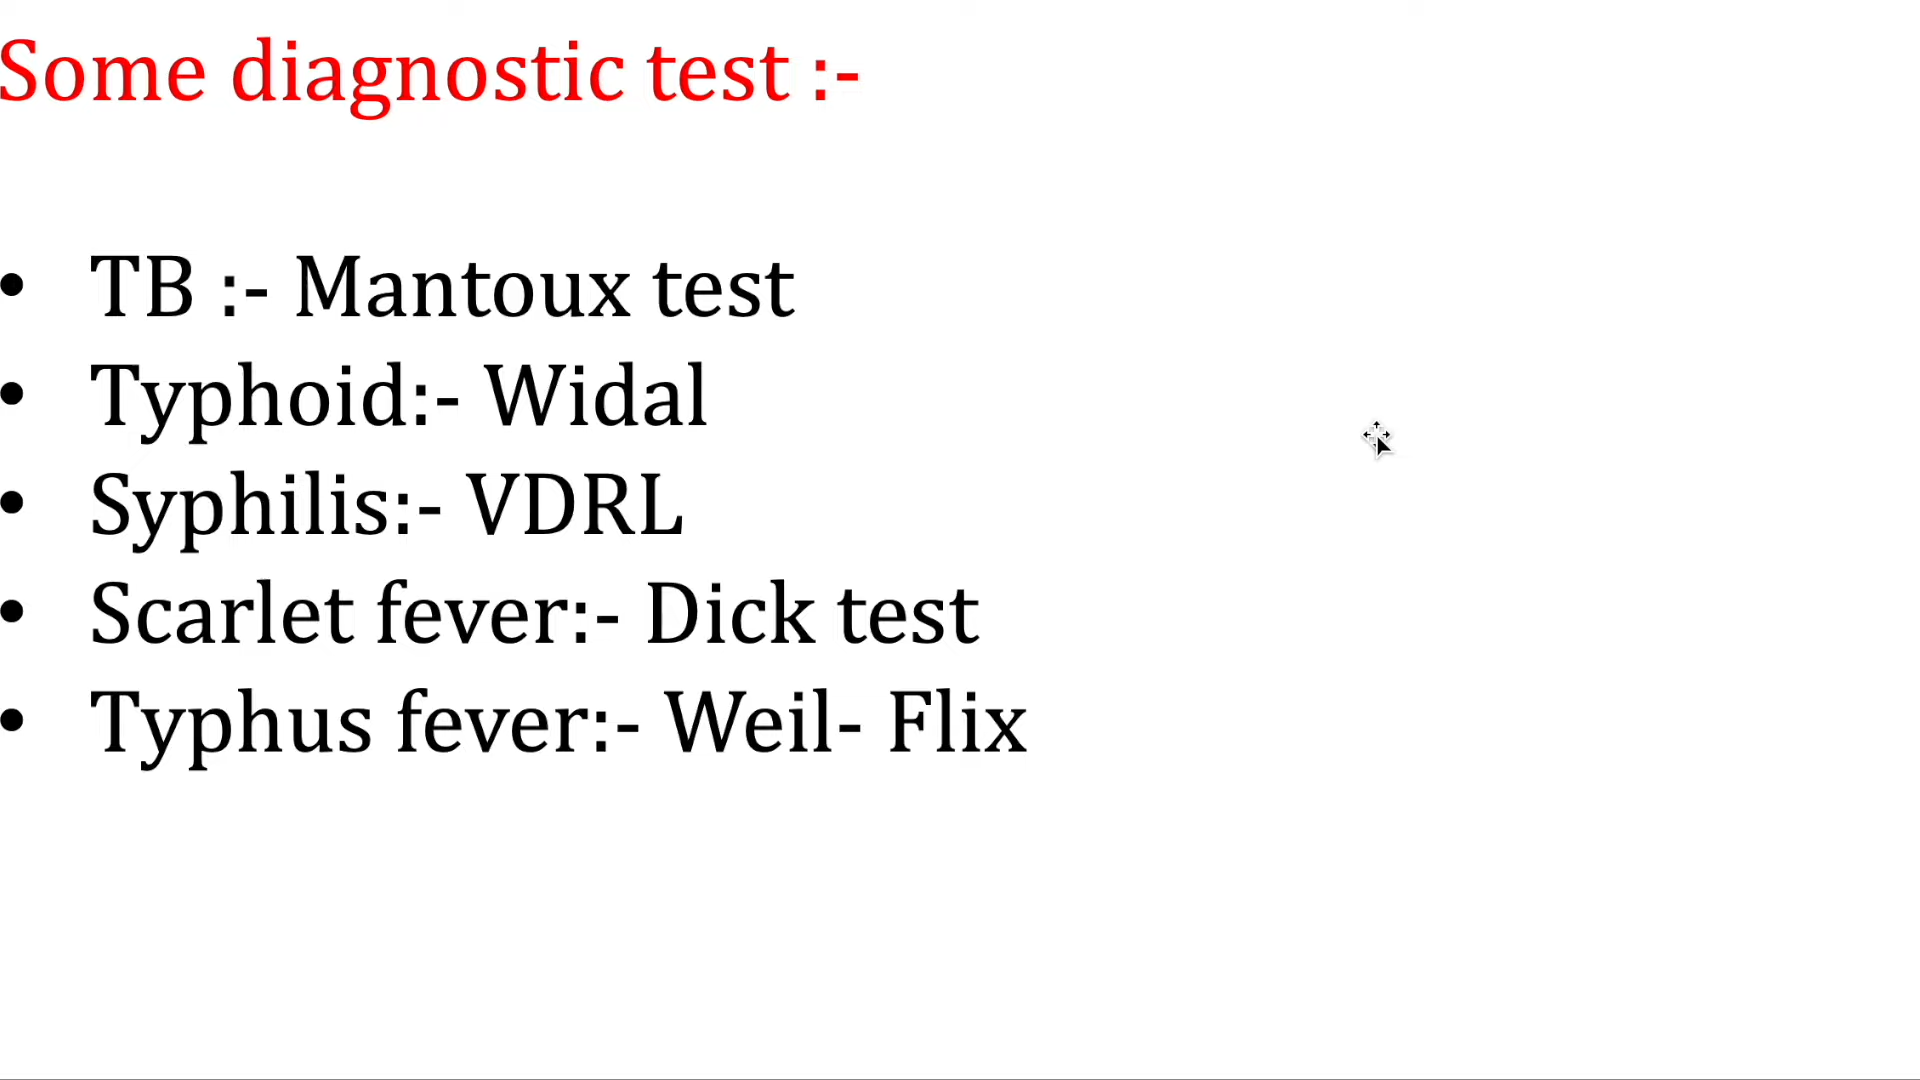 Some diagnostic test :-
• TB :- Mantoux test
• Typhoid:- Widal
• Syphilis:- VDRL
• Scarlet fever:- Dick test
• Typhus fever:- Weil- Flix